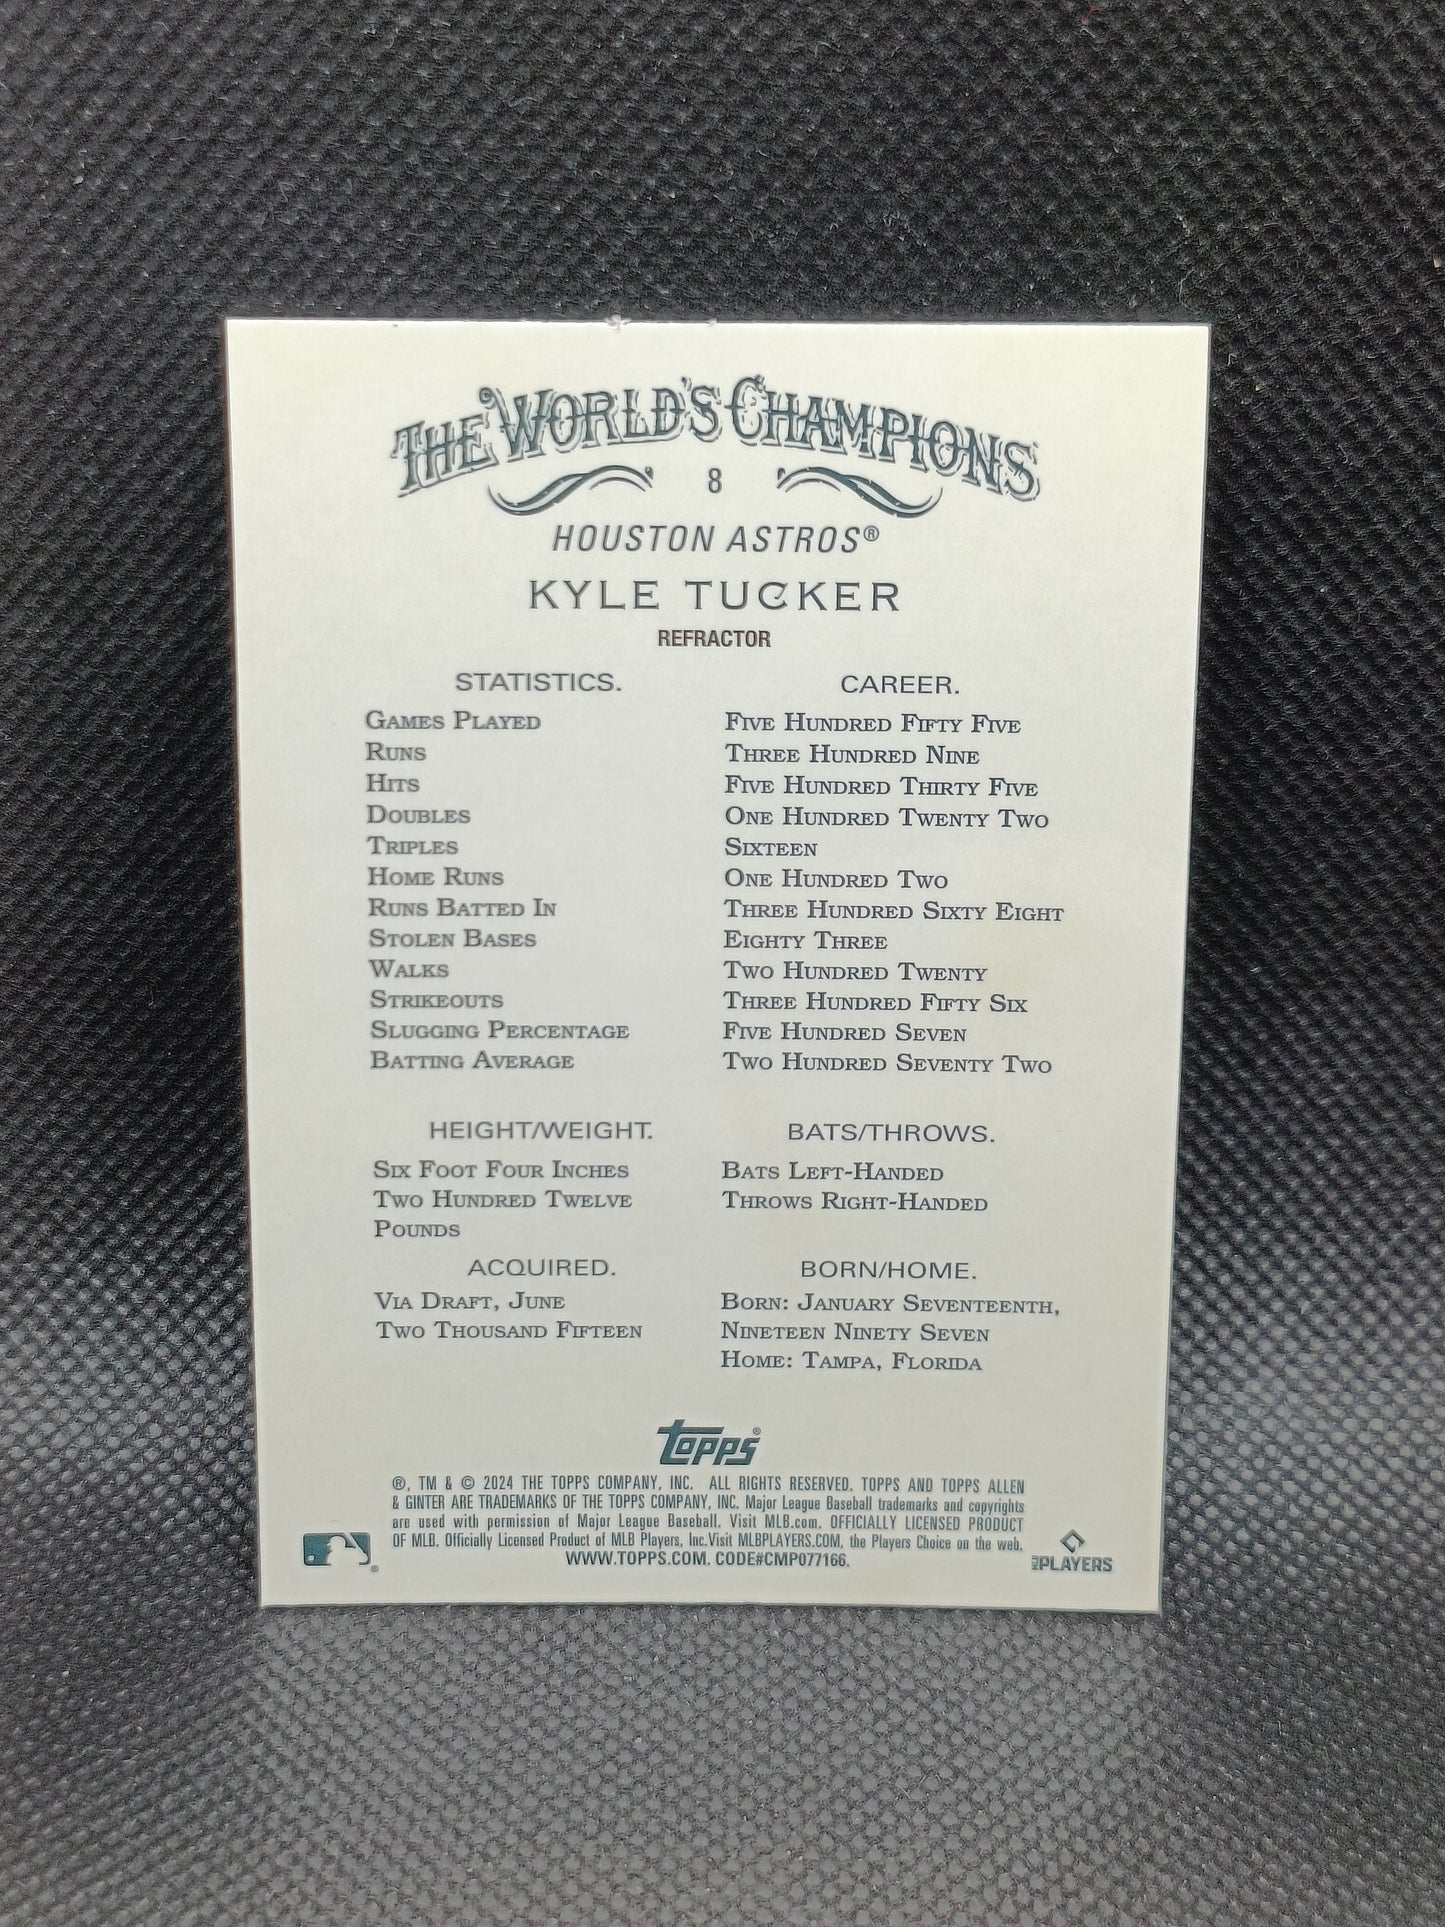 THE WORLD'S CHAMPIONS
8
HOUSTON ASTROS®
KYLE TUCKER
REFRACTOR
STATISTICS. CAREER.
GAMES PLAYED FIVE HUNDRED FIFTY FIVE
RUNS THREE HUNDRED NINE
HITS FIVE HUNDRED THIRTY FIVE
DOUBLES ONE HUNDRED TWENTY TWO
TRIPLES SIXTEEN
HOME RUNS ONE HUNDRED TWO
RUNS BATTED IN THREE HUNDRED SIXTY EIGHT
STOLEN BASES EIGHTY THREE
WALKS TWO HUNDRED TWENTY
STRIKEOUTS THREE HUNDRED FIFTY SIX
SLUGGING PERCENTAGE FIVE HUNDRED SEVEN
BATTING AVERAGE TWO HUNDRED SEVENTY TWO
HEIGHT/WEIGHT.
SIX FOOT FOUR INCHES
TWO HUNDRED TWELVE
POUNDS
BATS/THROWS.
BATS LEFT-HANDED
THROWS RIGHT-HANDED
ACQUIRED.
VIA DRAFT, JUNE
TWO THOUSAND FIFTEEN
BORN/HOME.
BORN: JANUARY SEVENTEENTH,
NINETEEN NINETY SEVEN
HOME: TAMPA, FLORIDA
TOPPS®
®, TM & © 2024 THE TOPPS COMPANY, INC. ALL RIGHTS RESERVED. TOPPS AND TOPPS ALLEN
& GINTER ARE TRADEMARKS OF THE TOPPS COMPANY, INC. Major League Baseball trademarks and copyrights
are used with permission of Major League Baseball. Visit MLB.com. OFFICIALLY LICENSED PRODUCT
OF MLB. Officially Licensed Product of MLB Players, Inc.Visit MLBPLAYERS.COM, the Players Choice on the web.
WWW.TOPPS.COM. CODE#CMP077166.
®
MLB PLAYERS